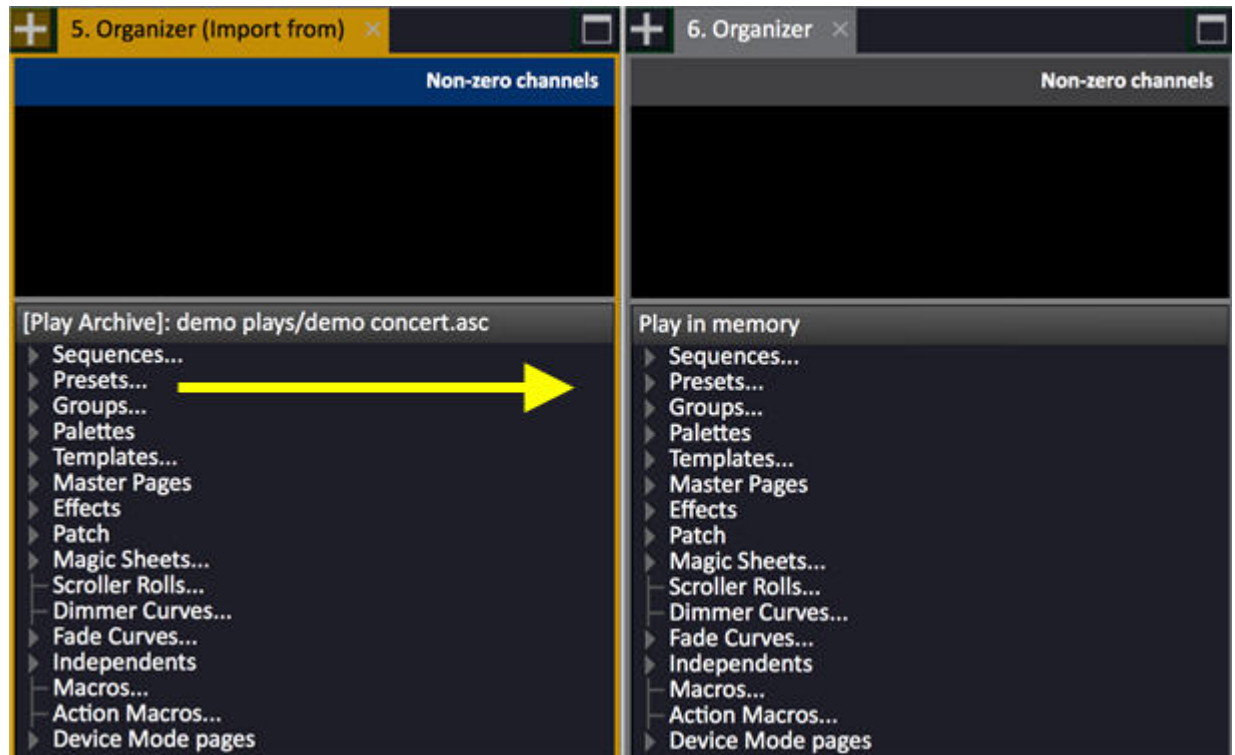 5. Organizer (Import from)
Non-zero channels
[Play Archive]: demo plays/demo concert.asc
Sequences...
Presets...
Groups...
Palettes
Templates...
Master Pages
Effects
Patch
Magic Sheets...
Scroller Rolls...
Dimmer Curves...
Fade Curves...
Independents
Macros...
Action Macros...
Device Mode pages
6. Organizer
Non-zero channels
Play in memory
Sequences...
Presets...
Groups...
Palettes
Templates...
Master Pages
Effects
Patch
Magic Sheets...
Scroller Rolls...
Dimmer Curves...
Fade Curves...
Independents
Macros...
Action Macros...
Device Mode pages